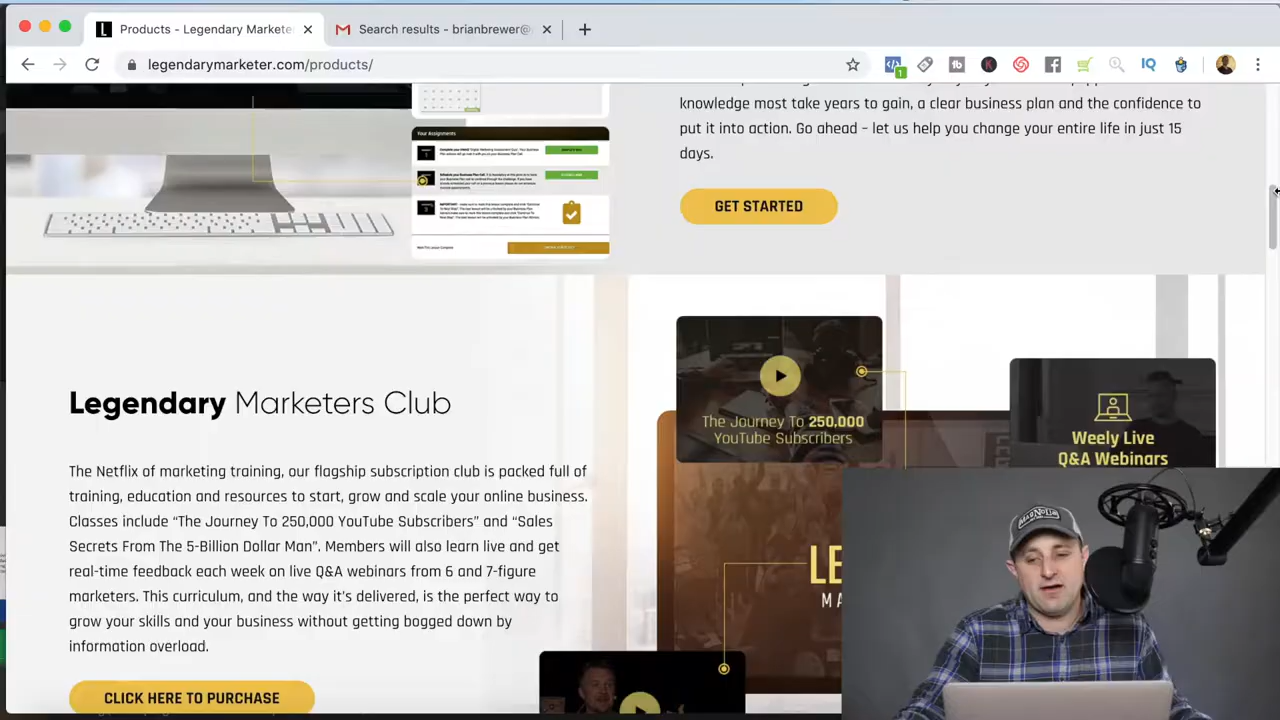 Products - Legendary Markete
Search results - brianbrewer@
legendarymarketer.com/products/
1
IQ
knowledge most take years to gain, a clear business plan and the confidence to
put it into action. Go ahead – let us help you change your entire life in just 15
days.
GET STARTED
Your Assignments
Legendary Marketers Club
The Netflix of marketing training, our flagship subscription club is packed full of
training, education and resources to start, grow and scale your online business.
Classes include “The Journey To 250,000 YouTube Subscribers” and “Sales
Secrets From The 5-Billion Dollar Man”. Members will also learn live and get
real-time feedback each week on live Q&A webinars from 6 and 7-figure
marketers. This curriculum, and the way it's delivered, is the perfect way to
grow your skills and your business without getting bogged down by
information overload.
CLICK HERE TO PURCHASE
The Journey To 250,000
YouTube Subscribers
Weely Live
Q&A Webinars
LE
MA
MAGNOLIA